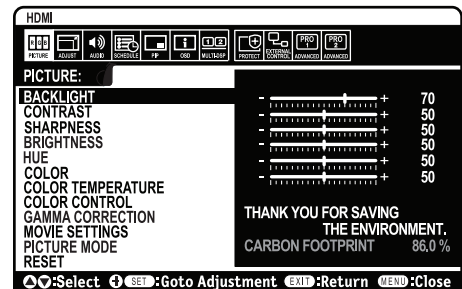 HDMI
RGB
PICTURE ADJUST AUDIO SCHEDULE PIP OSD MULTI-DSP PROTECT EXTERNAL CONTROL PRO 1 ADVANCED PRO 2 ADVANCED
PICTURE:
BACKLIGHT - + 70
CONTRAST - + 50
SHARPNESS - + 50
BRIGHTNESS - + 50
HUE - + 50
COLOR - + 50
COLOR TEMPERATURE
COLOR CONTROL
GAMMA CORRECTION
MOVIE SETTINGS
PICTURE MODE
RESET
THANK YOU FOR SAVING
THE ENVIRONMENT.
CARBON FOOTPRINT 86.0 %
:Select SET :Goto Adjustment EXIT :Return MENU :Close